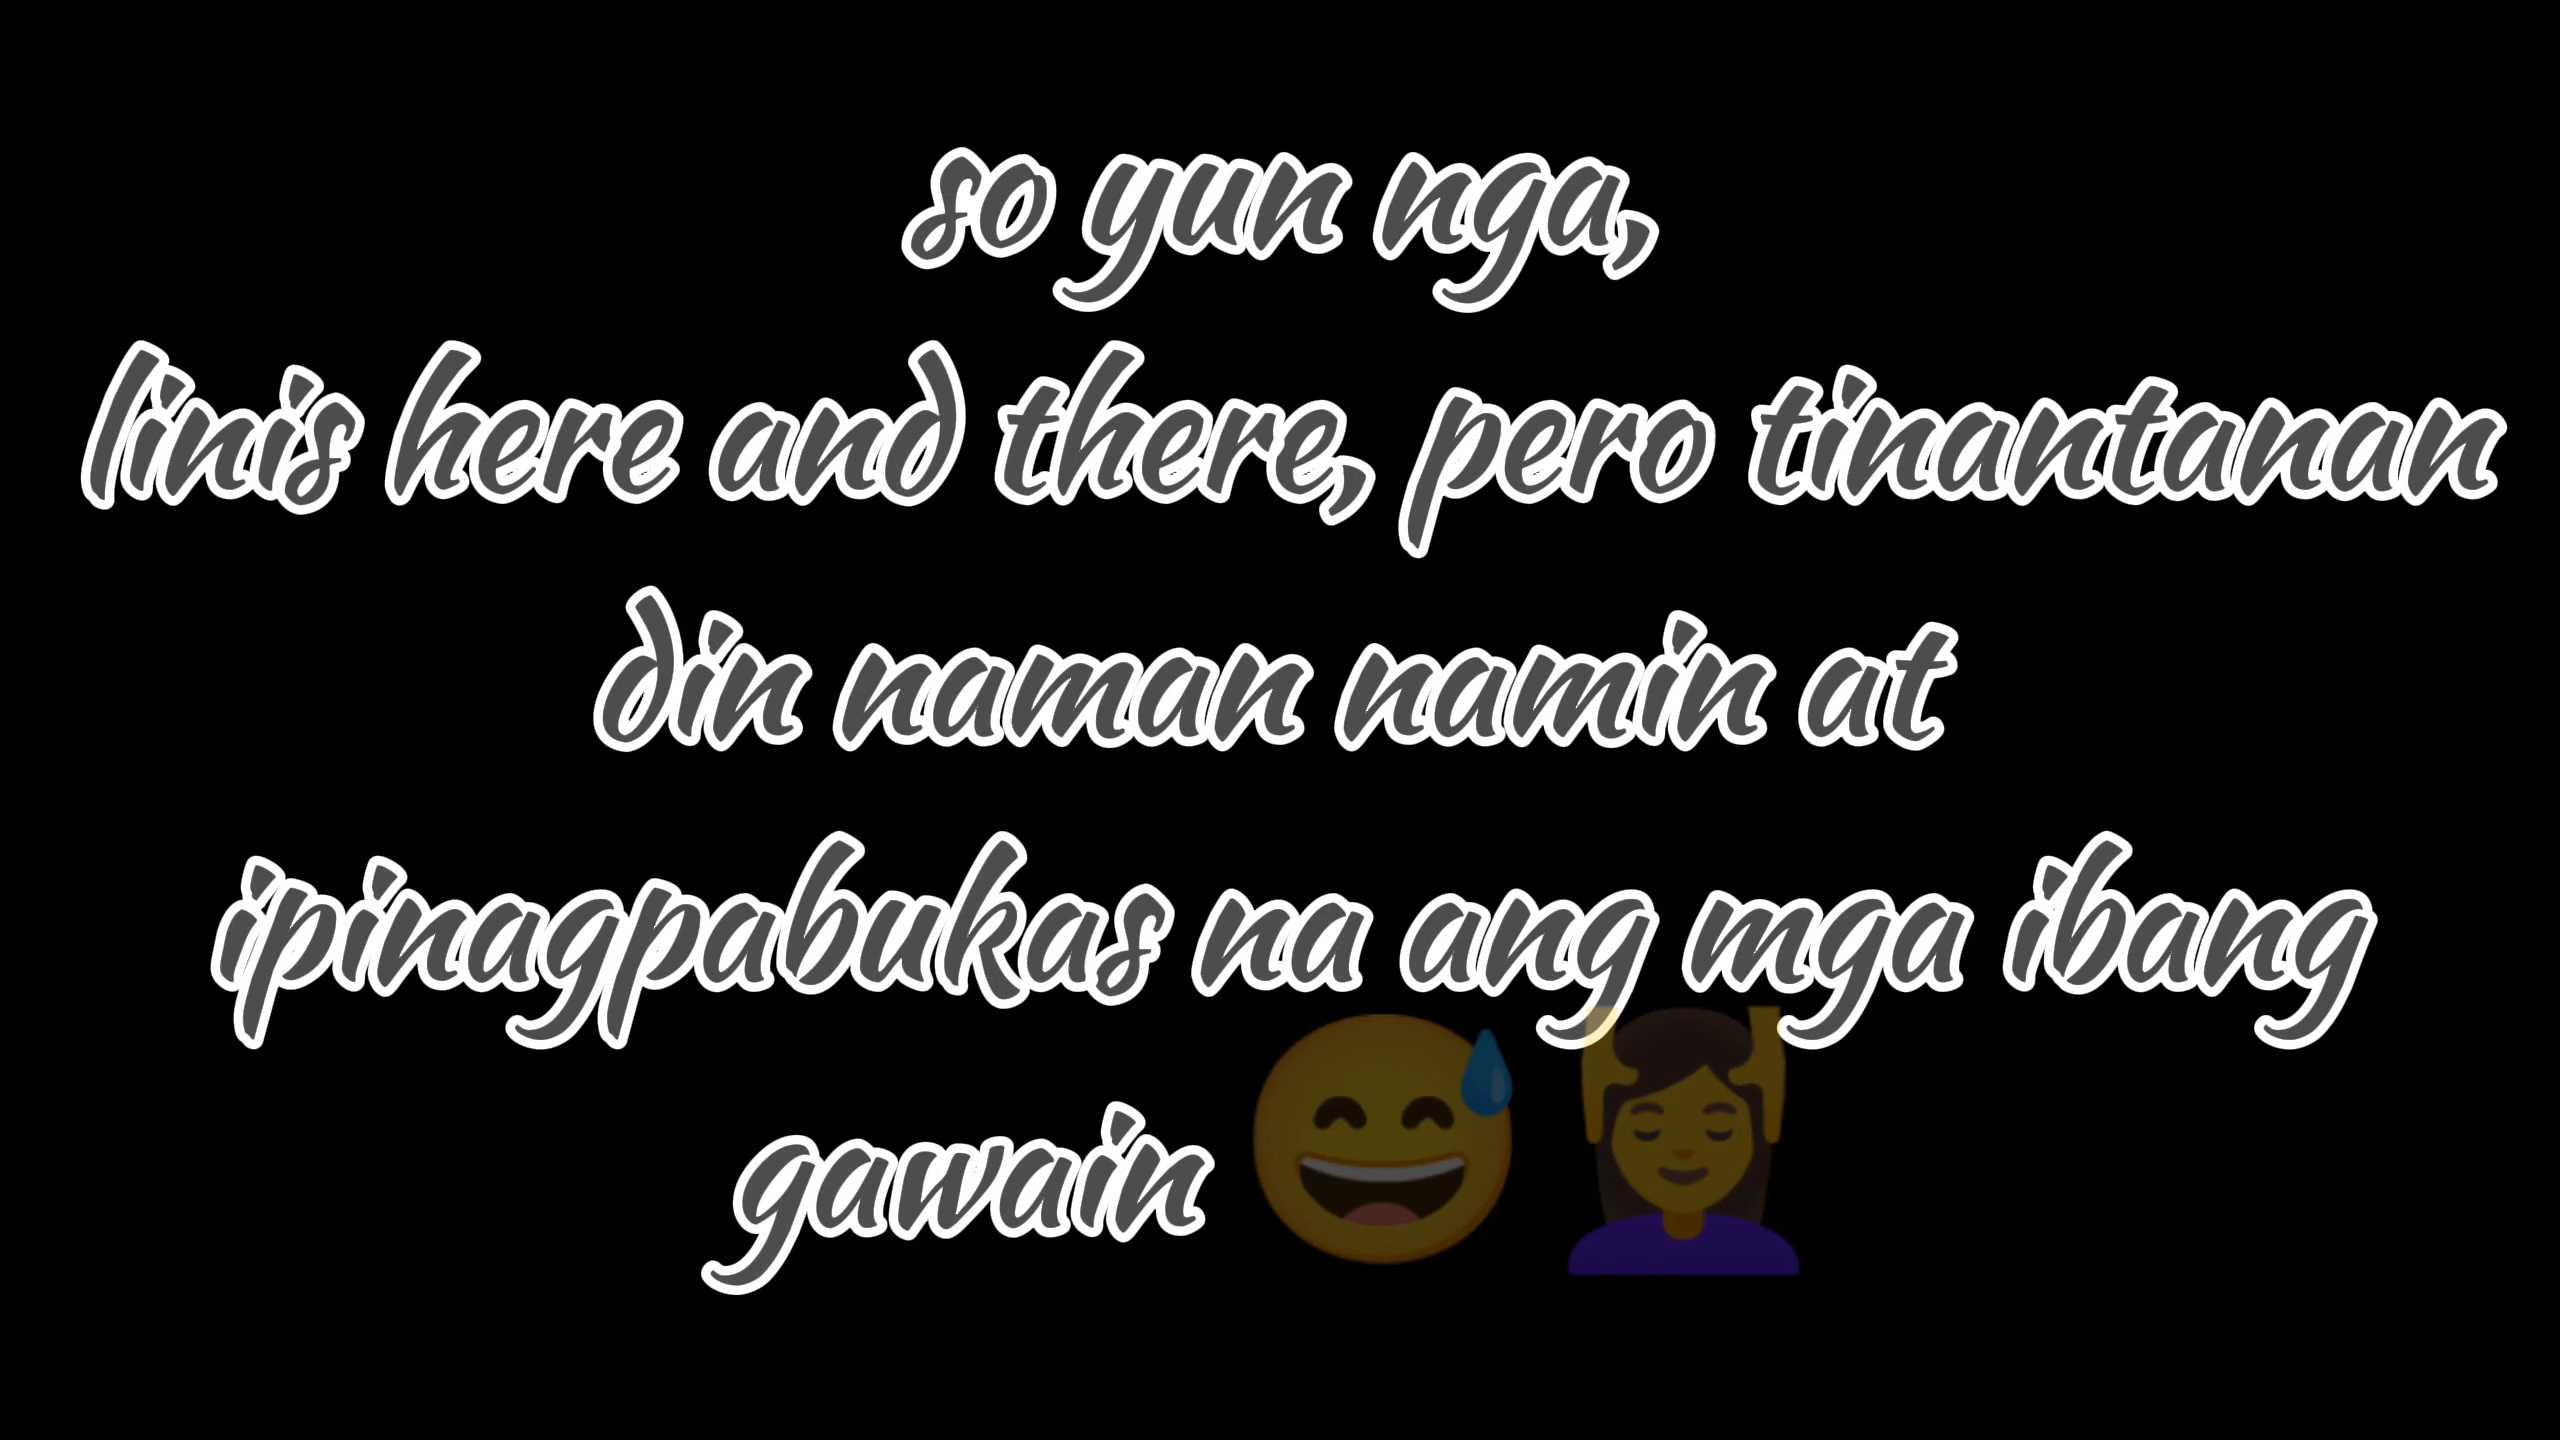 so yun nga,
linis here and there, pero tinantanan
din naman namin at
ipinagpabukas na ang mga ibang
gawain 😅💆‍♀️